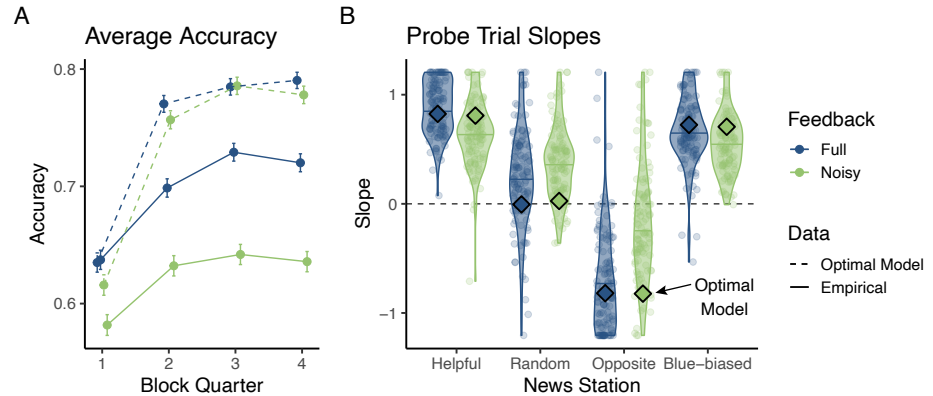 A
Average Accuracy
0.8
0.7
0.6
Accuracy
1 2 3 4
Block Quarter
B
Probe Trial Slopes
1
0
−1
Slope
Optimal
Model
Helpful Random Opposite Blue−biased
News Station
Feedback
Full
Noisy
Data
Optimal Model
Empirical